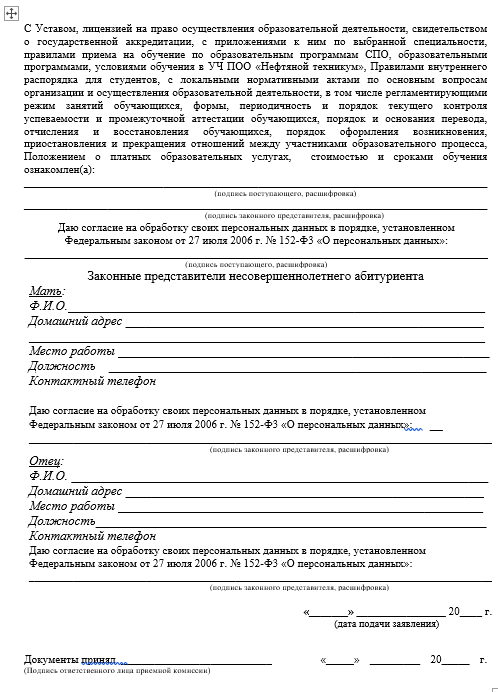 С Уставом, лицензией на право осуществления образовательной деятельности, свидетельством
о государственной аккредитации, с приложениями к ним по выбранной специальности,
правилами приема на обучение по образовательным программам СПО, образовательными
программами, условиями обучения в УЧ ПОО «Нефтяной техникум», Правилами внутреннего
распорядка для студентов, с локальными нормативными актами по основным вопросам
организации и осуществления образовательной деятельности, в том числе регламентирующими
режим занятий обучающихся, формы, периодичность и порядок текущего контроля
успеваемости и промежуточной аттестации обучающихся, порядок и основания перевода,
отчисления и восстановления обучающихся, порядок оформления возникновения,
приостановления и прекращения отношений между участниками образовательного процесса,
Положением о платных образовательных услугах, стоимостью и сроками обучения
ознакомлен(а):
(подпись поступающего, расшифровка)
(подпись законного представителя, расшифровка)
Даю согласие на обработку своих персональных данных в порядке, установленном
Федеральным законом от 27 июля 2006 г. № 152-ФЗ «О персональных данных»:
(подпись поступающего, расшифровка)
Законные представители несовершеннолетнего абитуриента
Мать:
Ф.И.О.
Домашний адрес
Место работы
Должность
Контактный телефон
Даю согласие на обработку своих персональных данных в порядке, установленном
Федеральным законом от 27 июля 2006 г. № 152-ФЗ «О персональных данных»: __
(подпись законного представителя, расшифровка)
Отец:
Ф.И.О.
Домашний адрес
Место работы
Должность
Контактный телефон
Даю согласие на обработку своих персональных данных в порядке, установленном
Федеральным законом от 27 июля 2006 г. № 152-ФЗ «О персональных данных»:
(подпись законного представителя, расшифровка)
«______» ________________ 20____ г.
(дата подачи заявления)
Документы принял____________________________ «_____» _________ 20_____ г.
(Подпись ответственного лица приемной комиссии)